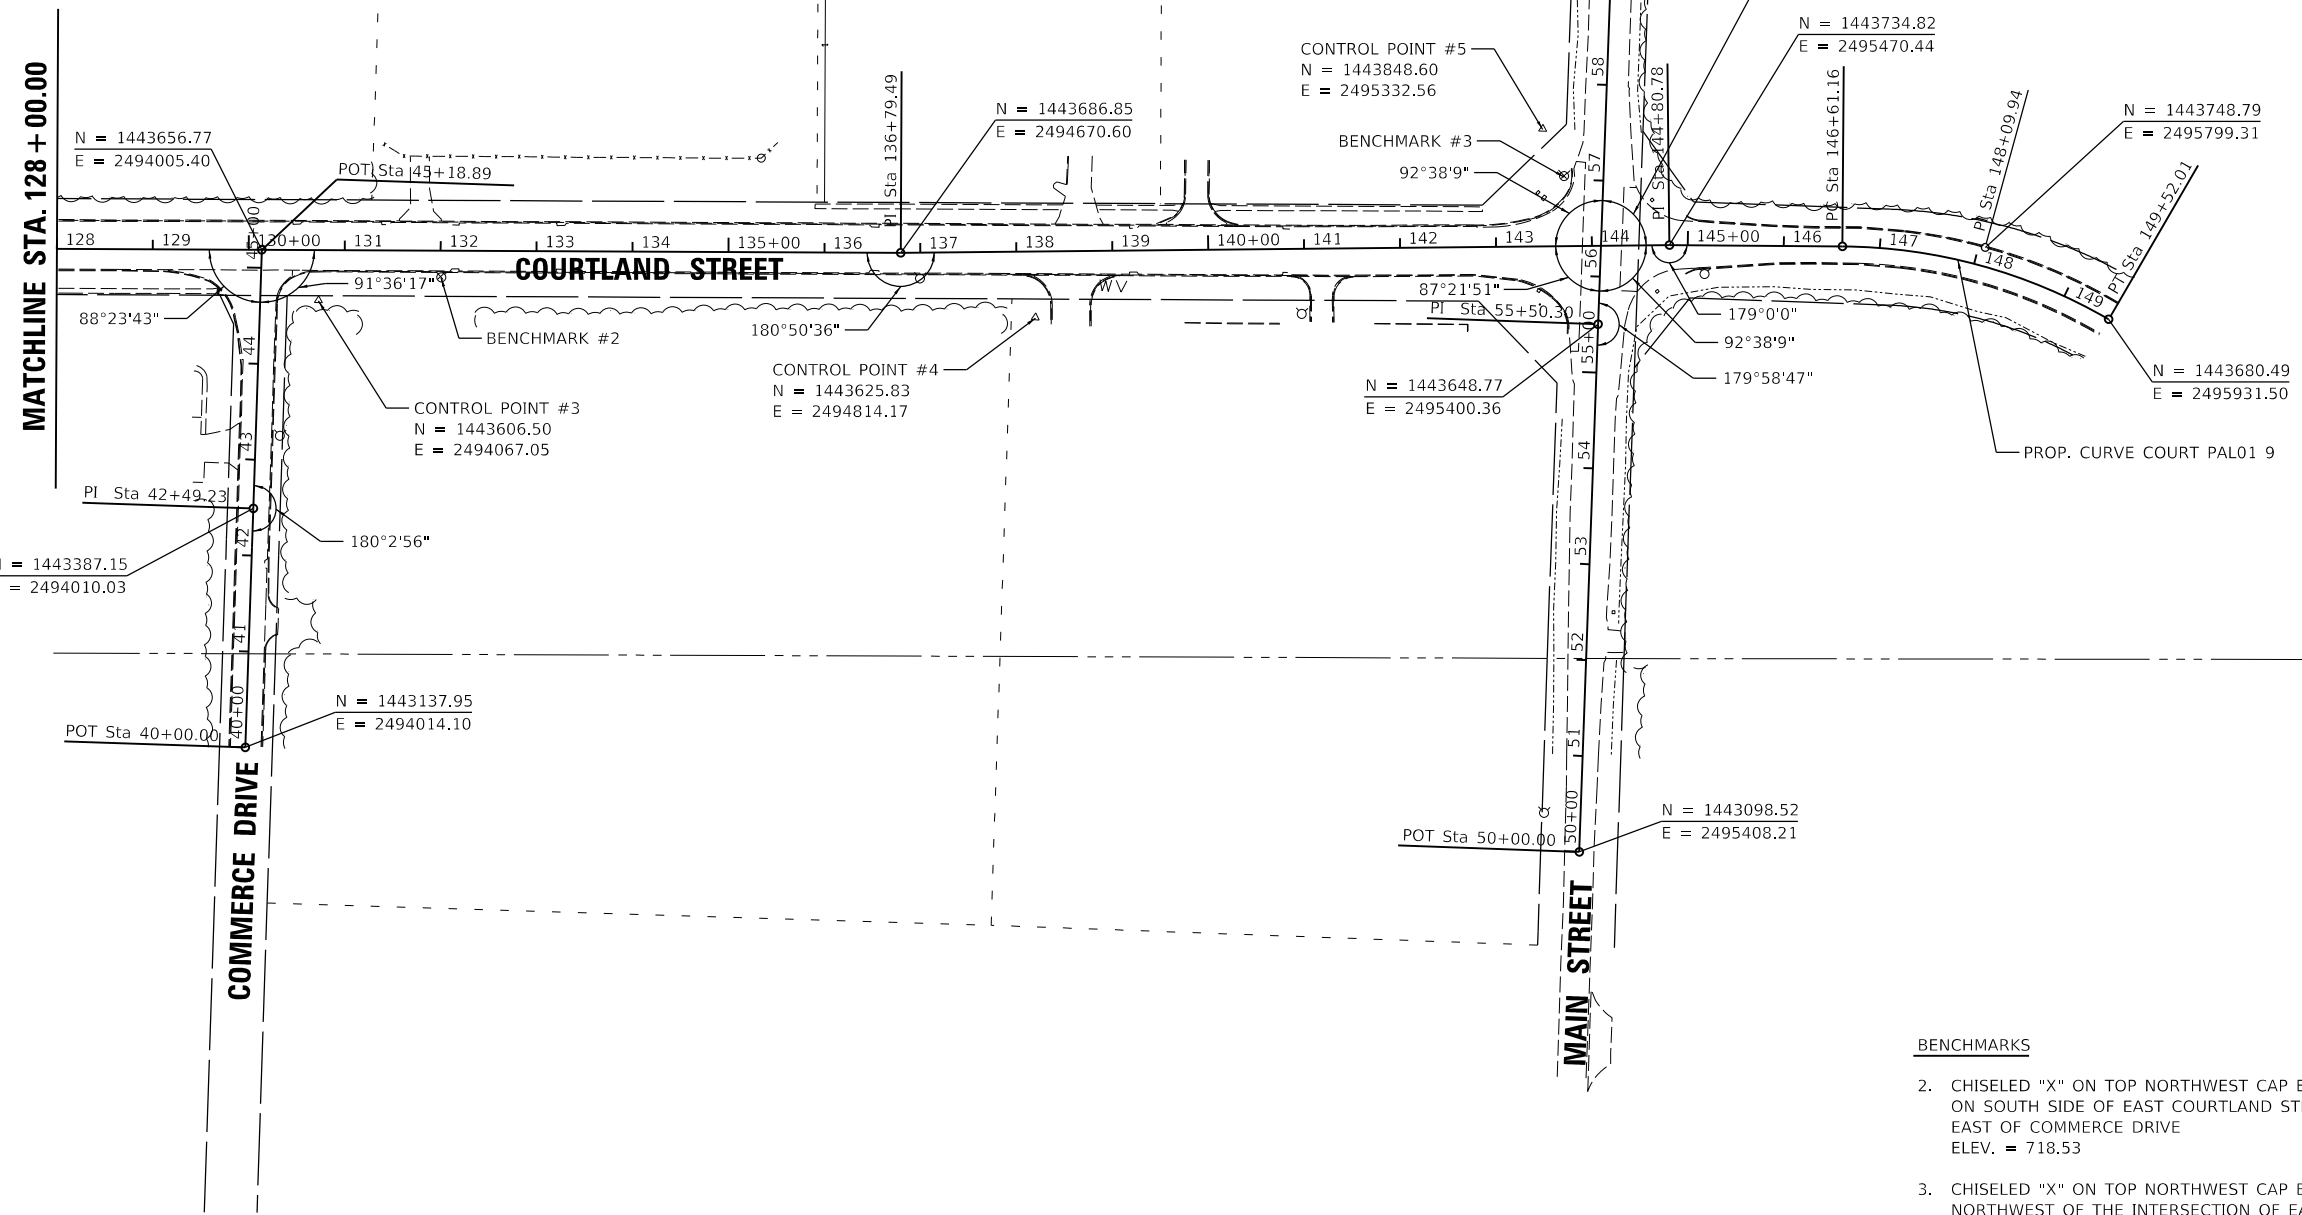 MATCHLINE STA. 128+00.00
N = 1443656.77
E = 2494005.40
POT Sta 45+18.89
PI Sta 136+79.49
N = 1443686.85
E = 2494670.60
CONTROL POINT #5
N = 1443848.60
E = 2495332.56
BENCHMARK #3
92°38'9"
58
57
PI Sta 144+80.78
N = 1443734.82
E = 2495470.44
PC Sta 146+61.16
PI Sta 148+09.94
N = 1443748.79
E = 2495799.31
PT Sta 149+52.01
128
129
30+00
131
132
133
134
135+00
136
137
138
139
140+00
141
142
143
144
145+00
146
147
148
149
45+00
COURTLAND STREET
56
88°23'43"
91°36'17"
BENCHMARK #2
180°50'36"
WV
87°21'51"
PI Sta 55+50.30
55+00
179°0'0"
92°38'9"
179°58'47"
CONTROL POINT #4
N = 1443625.83
E = 2494814.17
N = 1443648.77
E = 2495400.36
N = 1443680.49
E = 2495931.50
CONTROL POINT #3
N = 1443606.50
E = 2494067.05
PROP. CURVE COURT PAL01 9
44
43
54
PI Sta 42+49.23
42
180°2'56"
53
= 1443387.15
= 2494010.03
41
52
N = 1443137.95
E = 2494014.10
POT Sta 40+00.00
40+00
51
N = 1443098.52
E = 2495408.21
POT Sta 50+00.00
50+00
COMMERCE DRIVE
MAIN STREET
BENCHMARKS
2. CHISELED "X" ON TOP NORTHWEST CAP
ON SOUTH SIDE OF EAST COURTLAND
EAST OF COMMERCE DRIVE
ELEV. = 718.53
3. CHISELED "X" ON TOP NORTHWEST CAP
NORTHWEST OF THE INTERSECTION OF